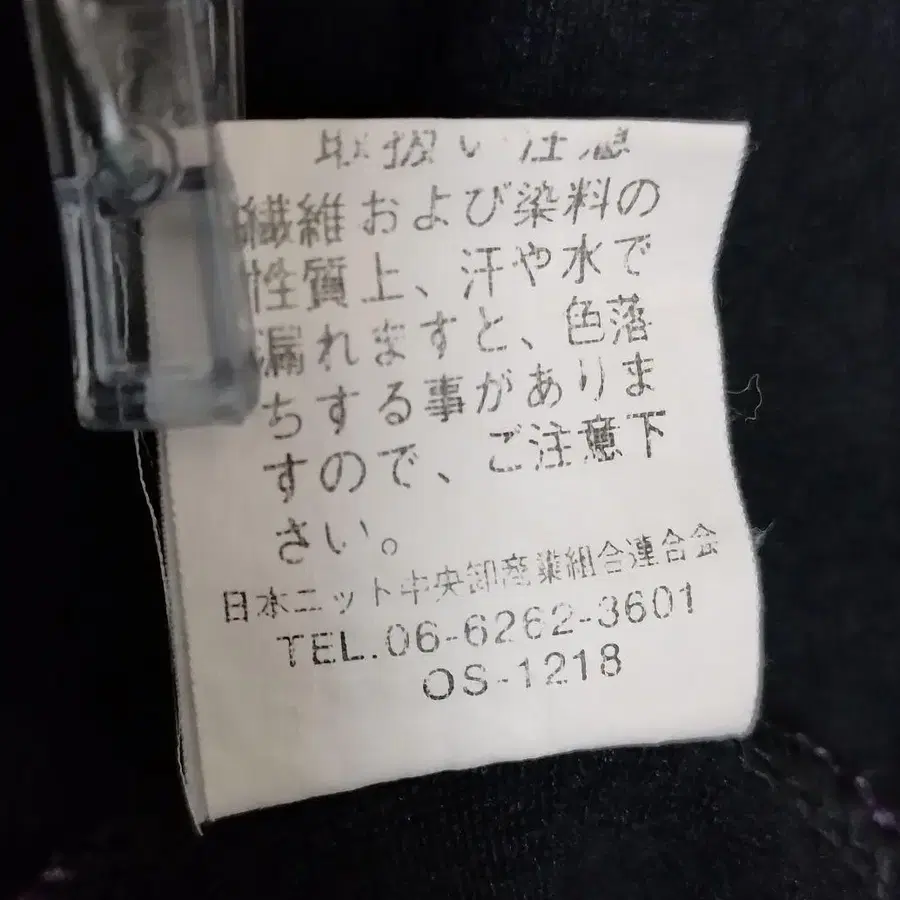 取扱い注意
繊維および染料の
性質上、汗や水で
漏れますと、色落
ちする事がありま
すので、ご注意下
さい。
日本ニット中央卸産業組合連合会
TEL.06-6262-3601
OS-1218